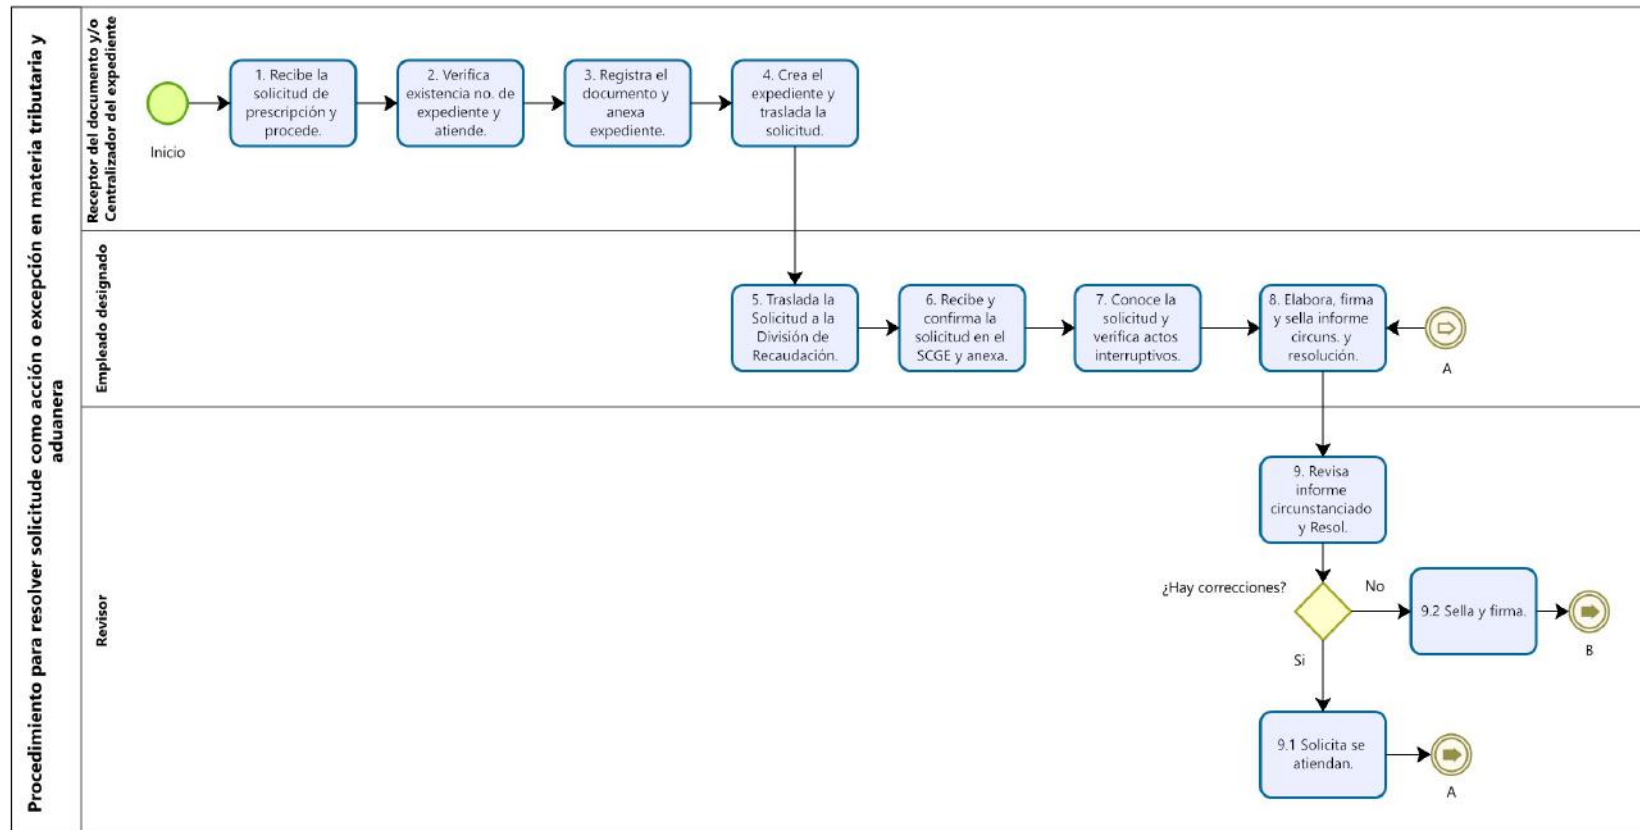 Procedimiento para resolver solicitude como acción o excepción en materia tributaria y
aduanera
Receptor del documento y/o
Centralizador del expediente
Inicio
1. Recibe la
solicitud de
prescripción y
procede.
2. Verifica
existencia no. de
expediente y
atiende.
3. Registra el
documento y
anexa
expediente.
4. Crea el
expediente y
traslada la
solicitud.
Empleado designado
5. Traslada la
Solicitud a la
División de
Recaudación.
6. Recibe y
confirma la
solicitud en el
SCGE y anexa.
7. Conoce la
solicitud y
verifica actos
interruptivos.
8. Elabora, firma
y sella informe
circuns. y
resolución.
A
Revisor
9. Revisa
informe
circunstanciado
y Resol.
¿Hay correcciones?
No
9.2 Sella y firma.
B
Si
9.1 Solicita se
atiendan.
A